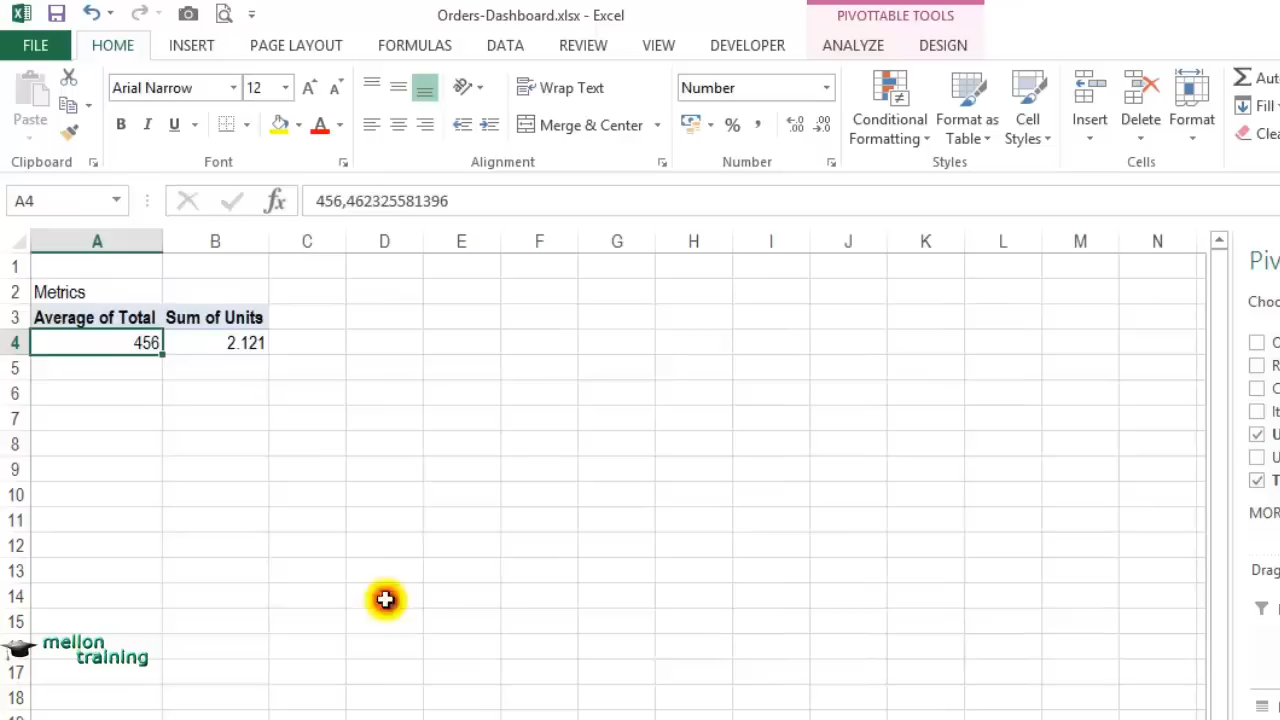 Orders-Dashboard.xlsx - Excel
PIVOTTABLE TOOLS
FILE HOME INSERT PAGE LAYOUT FORMULAS DATA REVIEW VIEW DEVELOPER ANALYZE DESIGN
Paste
Clipboard
Arial Narrow 12
B I U
Font
Wrap Text
Merge & Center
Alignment
Number
%
Number
Conditional Formatting
Format as Table
Cell Styles
Styles
Insert
Delete
Format
Cells
Fill
A4 fx 456,462325581396
A B C D E F G H I J K L M N
1
2 Metrics
3 Average of Total Sum of Units
4 456 2.121
5
6
7
8
9
10
11
12
13
14
15
17
18
mellon
training